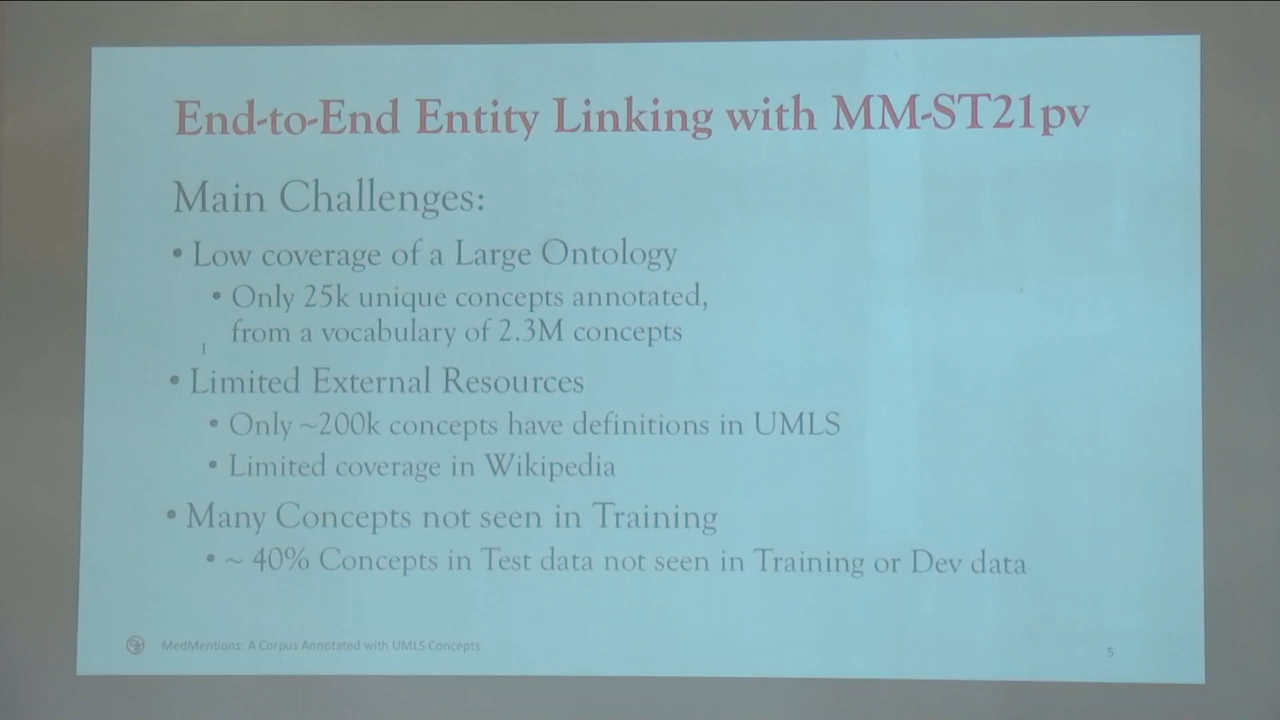 End-to-End Entity Linking with MM-ST21pv
Main Challenges:
• Low coverage of a Large Ontology
• Only 25k unique concepts annotated,
from a vocabulary of 2.3M concepts
• Limited External Resources
• Only ~200k concepts have definitions in UMLS
• Limited coverage in Wikipedia
• Many Concepts not seen in Training
• ~ 40% Concepts in Test data not seen in Training or Dev data
MedMentions: A Corpus Annotated with UMLS Concepts
5